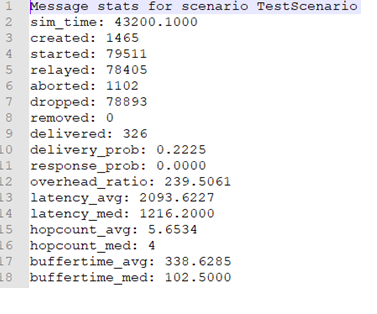 1 Message stats for scenario TestScenario
2 sim_time: 43200.1000
3 created: 1465
4 started: 79511
5 relayed: 78405
6 aborted: 1102
7 dropped: 78893
8 removed: 0
9 delivered: 326
10 delivery_prob: 0.2225
11 response_prob: 0.0000
12 overhead_ratio: 239.5061
13 latency_avg: 2093.6227
14 latency_med: 1216.2000
15 hopcount_avg: 5.6534
16 hopcount_med: 4
17 buffertime_avg: 338.6285
18 buffertime_med: 102.5000